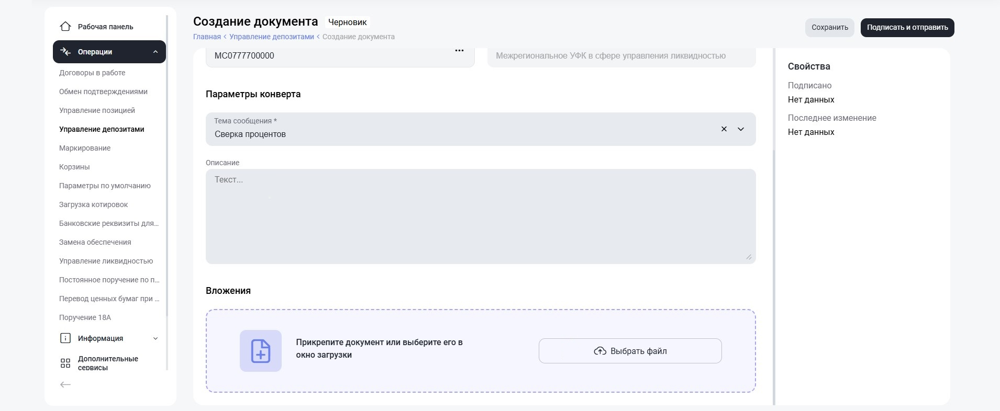 Рабочая панель
Операции
Договоры в работе
Обмен подтверждениями
Управление позицией
Управление депозитами
Маркирование
Корзины
Параметры по умолчанию
Загрузка котировок
Банковские реквизиты для...
Замена обеспечения
Управление ликвидностью
Постоянное поручение по п...
Перевод ценных бумаг при ...
Поручение 18А
Информация
Дополнительные
сервисы
Создание документа Черновик
Главная < Управление депозитами < Создание документа
Сохранить
Подписать и отправить
MC0777700000 ...
Межрегиональное УФК в сфере управления ликвидностью
Параметры конверта
Тема сообщения *
Сверка процентов
Описание
Текст...
Вложения
Прикрепите документ или выберите его в
окно загрузки
Выбрать файл
Свойства
Подписано
Нет данных
Последнее изменение
Нет данных